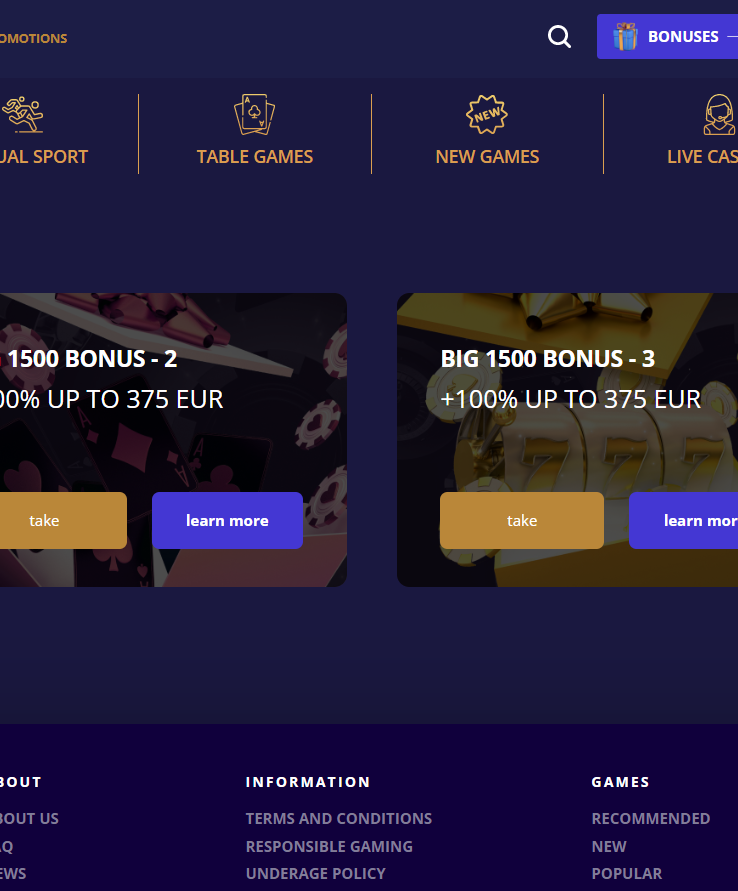 OMOTIONS
BONUSES
UAL SPORT
TABLE GAMES
NEW
NEW GAMES
LIVE CAS
1500 BONUS - 2
00% UP TO 375 EUR
take
learn more
BIG 1500 BONUS - 3
+100% UP TO 375 EUR
777
take
learn mor
BOUT
BOUT US
AQ
EWS
INFORMATION
TERMS AND CONDITIONS
RESPONSIBLE GAMING
UNDERAGE POLICY
GAMES
RECOMMENDED
NEW
POPULAR